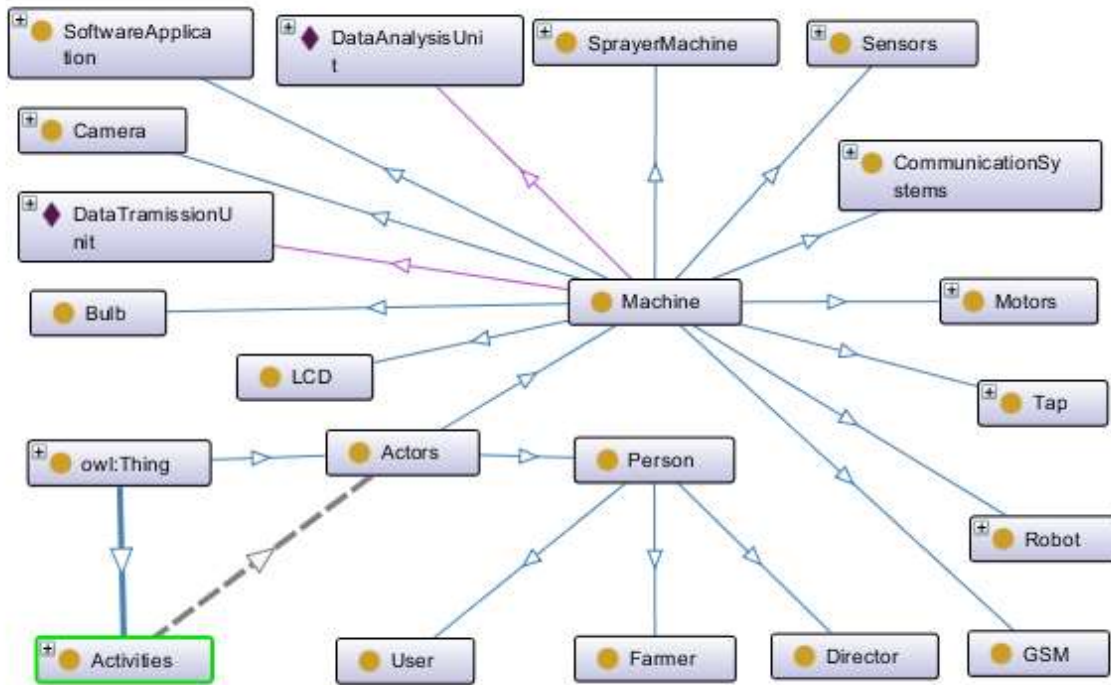 SoftwareApplica
tion
DataAnalysisUni
t
SprayerMachine
Sensors
Camera
CommunicationSy
stems
DataTramissionU
nit
Machine
Motors
Bulb
LCD
Tap
owl:Thing
Actors
Person
Robot
Activities
User
Farmer
Director
GSM